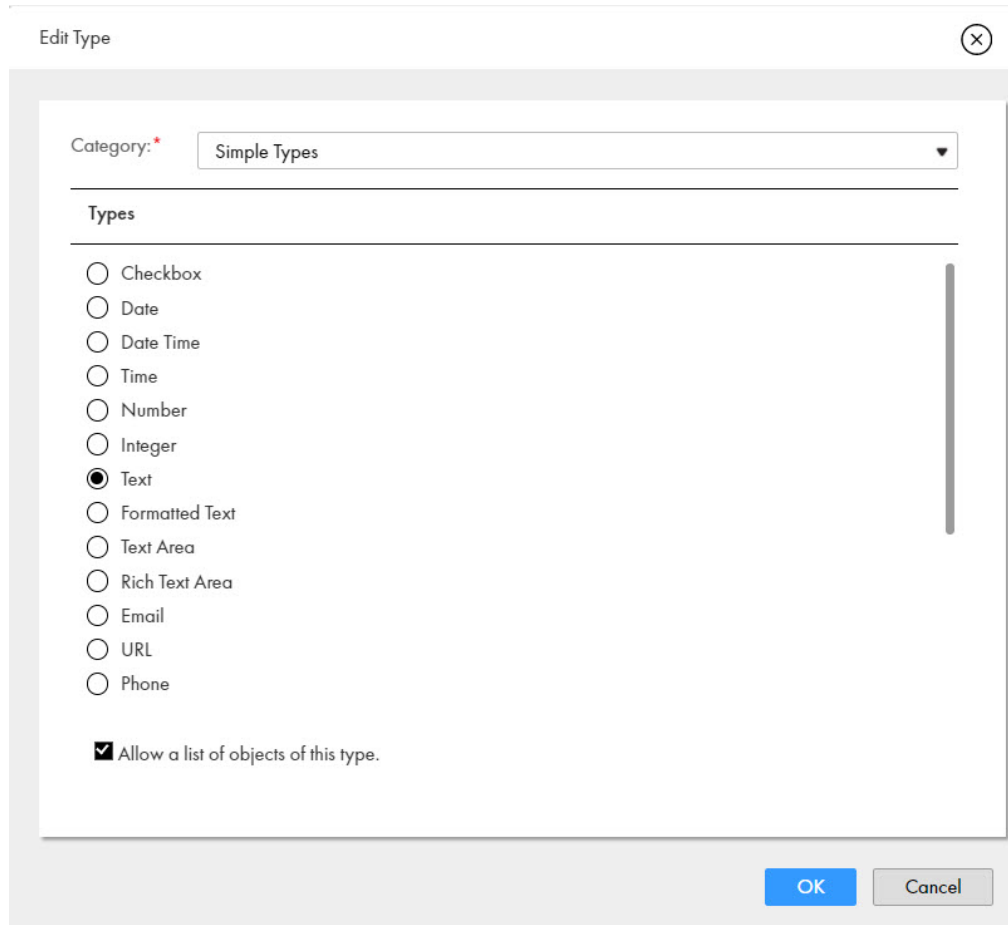 Edit Type
Category:* Simple Types
Types
Checkbox
Date
Date Time
Time
Number
Integer
Text
Formatted Text
Text Area
Rich Text Area
Email
URL
Phone
Allow a list of objects of this type.
OK Cancel